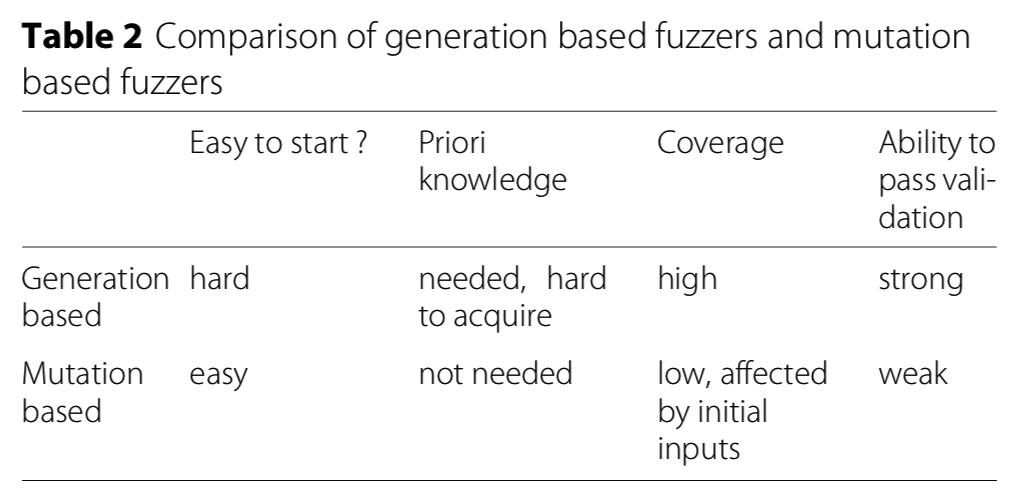 Table 2 Comparison of generation based fuzzers and mutation
based fuzzers
Easy to start ? Priori knowledge Coverage Ability to pass vali-dation
Generation based hard needed, hard to acquire high strong
Mutation based easy not needed low, affected by initial inputs weak